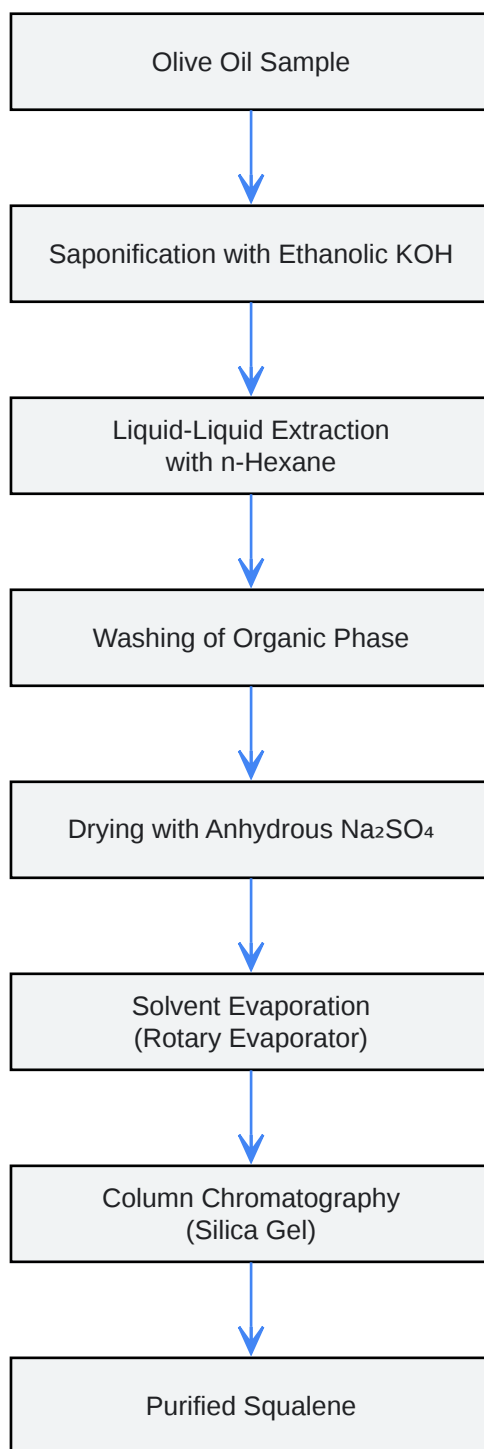 Olive Oil Sample
Saponification with Ethanolic KOH
Liquid-Liquid Extraction
with n-Hexane
Washing of Organic Phase
Drying with Anhydrous Na₂SO₄
Solvent Evaporation
(Rotary Evaporator)
Column Chromatography
(Silica Gel)
Purified Squalene